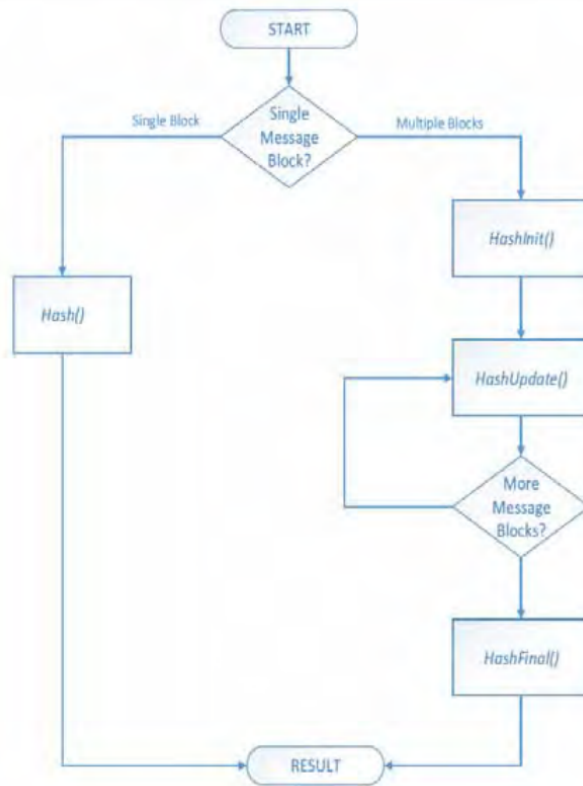 START
Single Block
Single
Message
Block?
Multiple Blocks
HashInit()
Hash()
HashUpdate()
More
Message
Blocks?
HashFinal()
RESULT